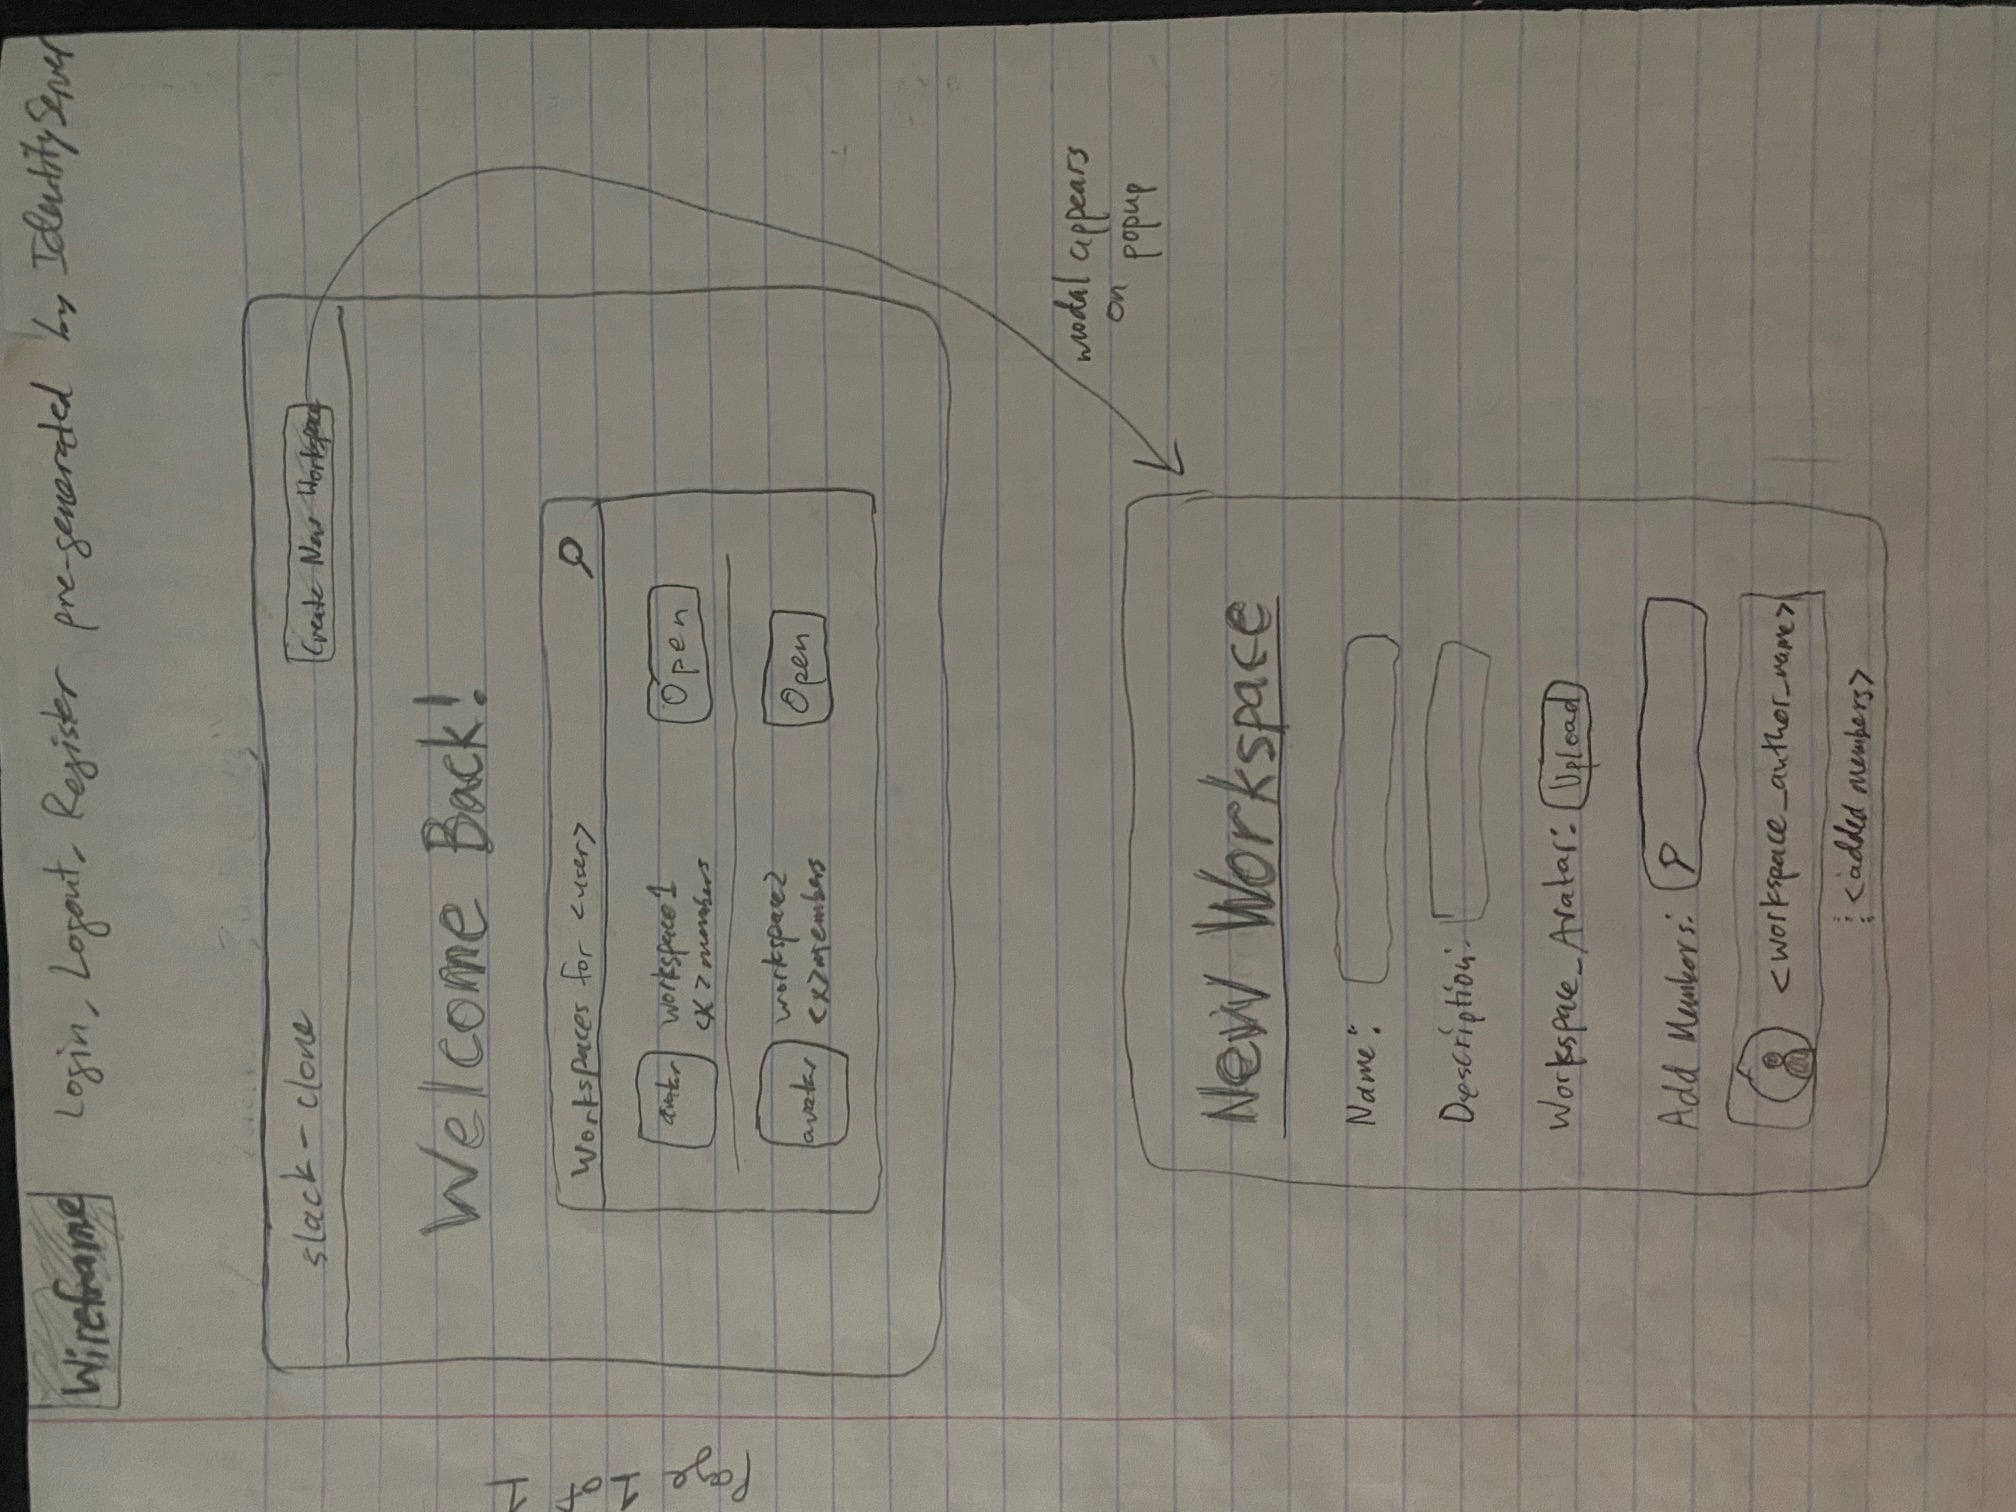 Wireframe
Login, Logout, Register pre-generated by IdentityServer
Page 1 of 1
slack-clone
Create New Workspace
Welcome Back!
Workspaces for <user>
avatar
workspace1
<X> members
Open
avatar
workspace2
<x>members
Open
modal appears
on popup
New Workspace
Name:
Description:
Workspace_Avatar: Upload
Add Members:
<workspace_author_name>
<added members>